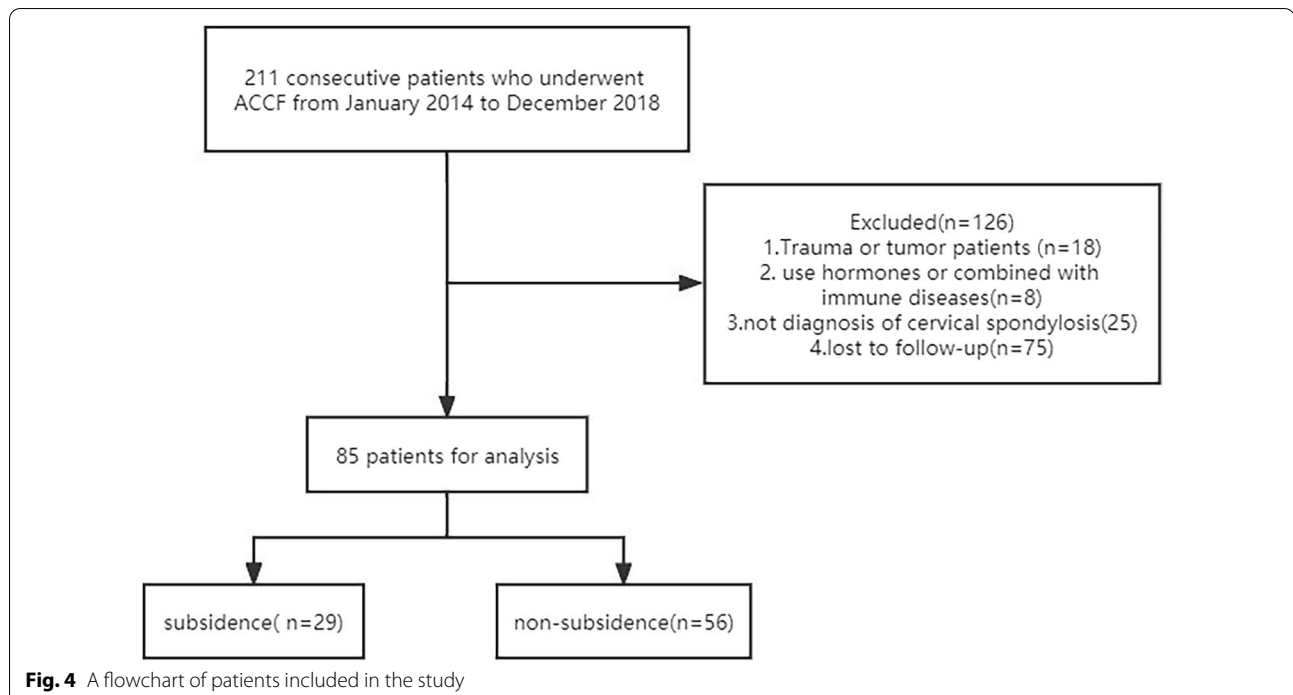 211 consecutive patients who underwent
ACCF from January 2014 to December 2018
Excluded(n=126)
1.Trauma or tumor patients (n=18)
2. use hormones or combined with
immune diseases(n=8)
3.not diagnosis of cervical spondylosis(25)
4.lost to follow-up(n=75)
85 patients for analysis
subsidence( n=29)
non-subsidence(n=56)
Fig. 4 A flowchart of patients included in the study